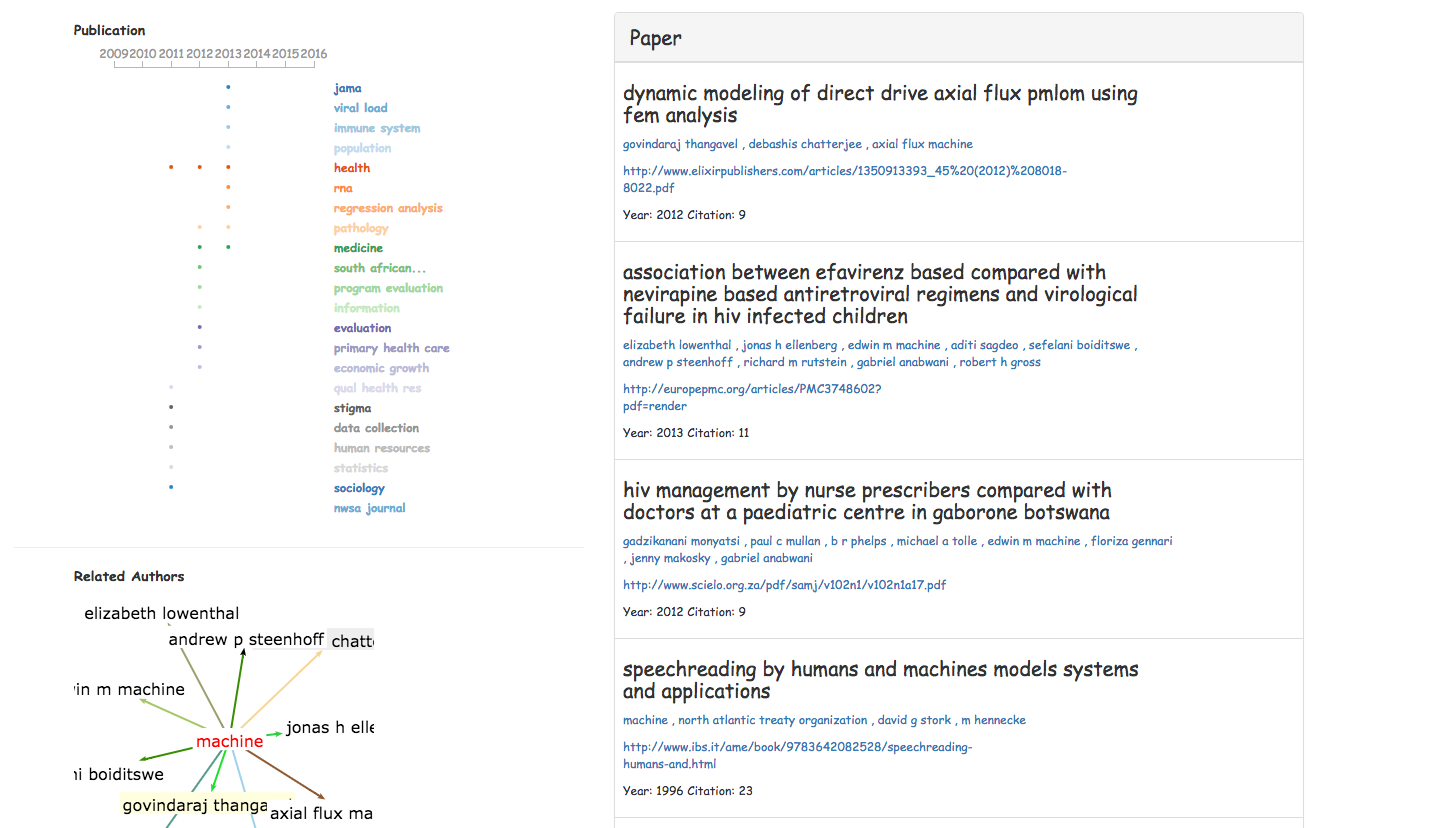 Publication
2009 2010 2011 2012 2013 2014 2015 2016
jama
viral load
immune system
population
health
rna
regression analysis
pathology
medicine
south african...
program evaluation
information
evaluation
primary health care
economic growth
qual health res
stigma
data collection
human resources
statistics
sociology
nwsa journal
Related Authors
elizabeth lowenthal
andrew p steenhoff
chatt
in m machine
jonas h elle
machine
i boiditswe
govindaraj thanga
axial flux ma
Paper
dynamic modeling of direct drive axial flux pmlom using
fem analysis
govindaraj thangavel , debashis chatterjee , axial flux machine
http://www.elixirpublishers.com/articles/1350913393_45%20(2012)%208018-
8022.pdf
Year: 2012 Citation: 9
association between efavirenz based compared with
nevirapine based antiretroviral regimens and virological
failure in hiv infected children
elizabeth lowenthal , jonas h ellenberg , edwin m machine , aditi sagdeo , sefelani boiditswe ,
andrew p steenhoff , richard m rutstein , gabriel anabwani , robert h gross
http://europepmc.org/articles/PMC3748602?
pdf=render
Year: 2013 Citation: 11
hiv management by nurse prescribers compared with
doctors at a paediatric centre in gaborone botswana
gadzikanani monyatsi , paul c mullan , b r phelps , michael a tolle , edwin m machine , floriza gennari
, jenny makosky , gabriel anabwani
http://www.scielo.org.za/pdf/samj/v102n1/v102n1a17.pdf
Year: 2012 Citation: 9
speechreading by humans and machines models systems
and applications
machine , north atlantic treaty organization , david g stork , m hennecke
http://www.ibs.it/ame/book/9783642082528/speechreading-
humans-and.html
Year: 1996 Citation: 23